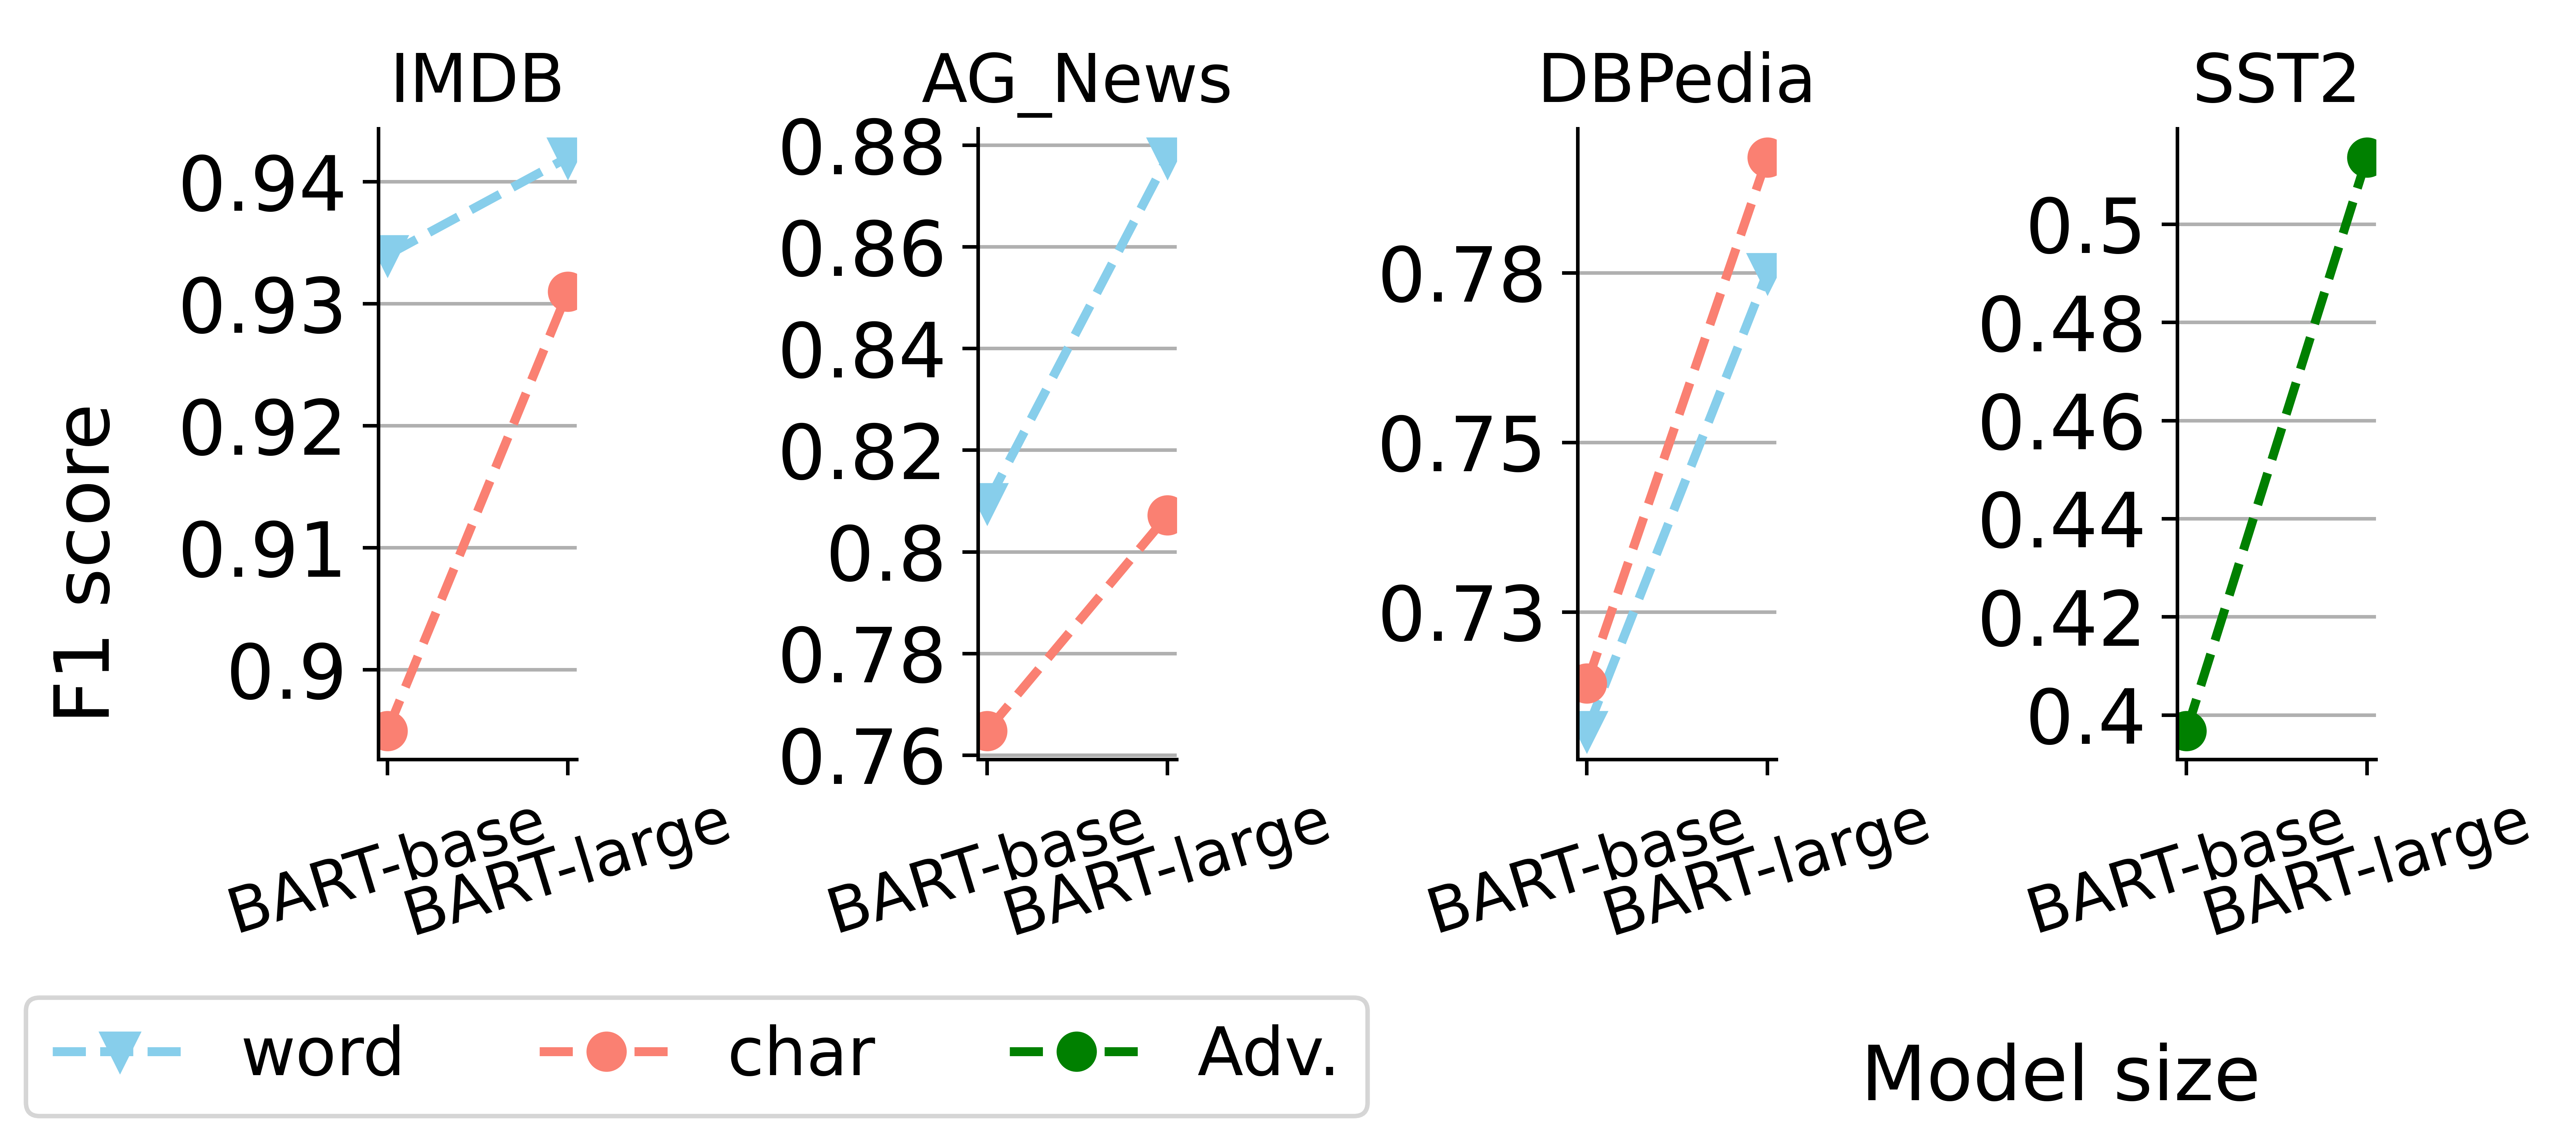 IMDB
AG_News
DBPedia
SST2
F1 score
0.94
0.93
0.92
0.91
0.9
BART-base
BART-large
0.88
0.86
0.84
0.82
0.8
0.78
0.76
BART-base
BART-large
0.78
0.75
0.73
BART-base
BART-large
0.5
0.48
0.46
0.44
0.42
0.4
BART-base
BART-large
word
char
Adv.
Model size